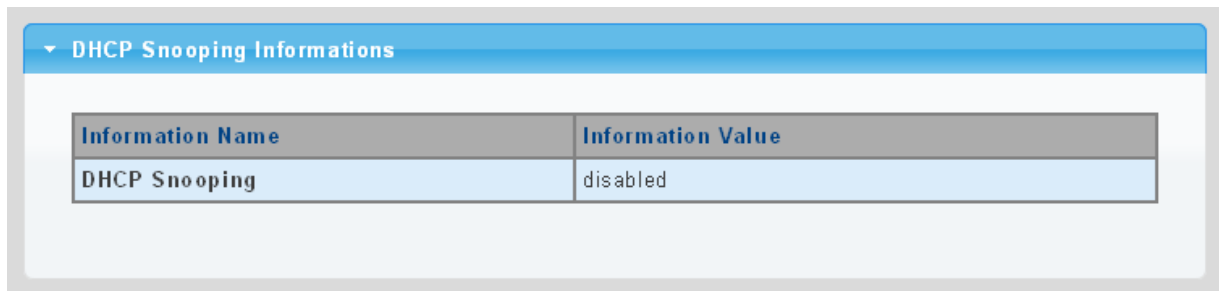 DHCP Snooping Informations
Information Name Information Value
DHCP Snooping disabled